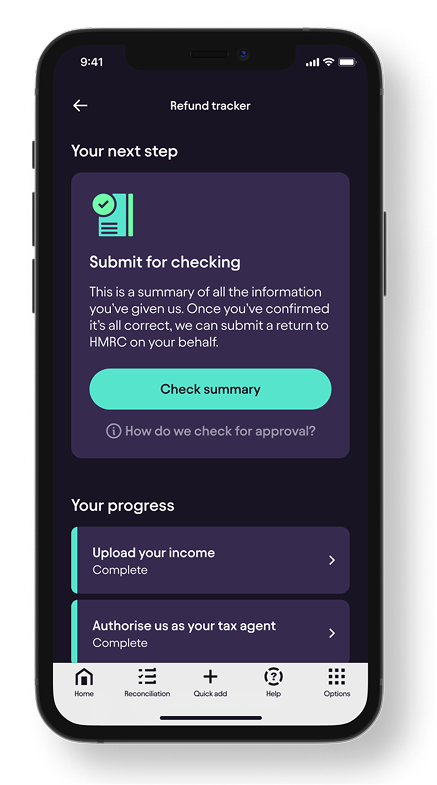 9:41
Refund tracker
Your next step
Submit for checking
This is a summary of all the information
you've given us. Once you've confirmed
it's all correct, we can submit a return to
HMRC on your behalf.
Check summary
How do we check for approval?
Your progress
Upload your income
Complete
Authorise us as your tax agent
Complete
Home
Reconciliation
Quick add
Help
Options